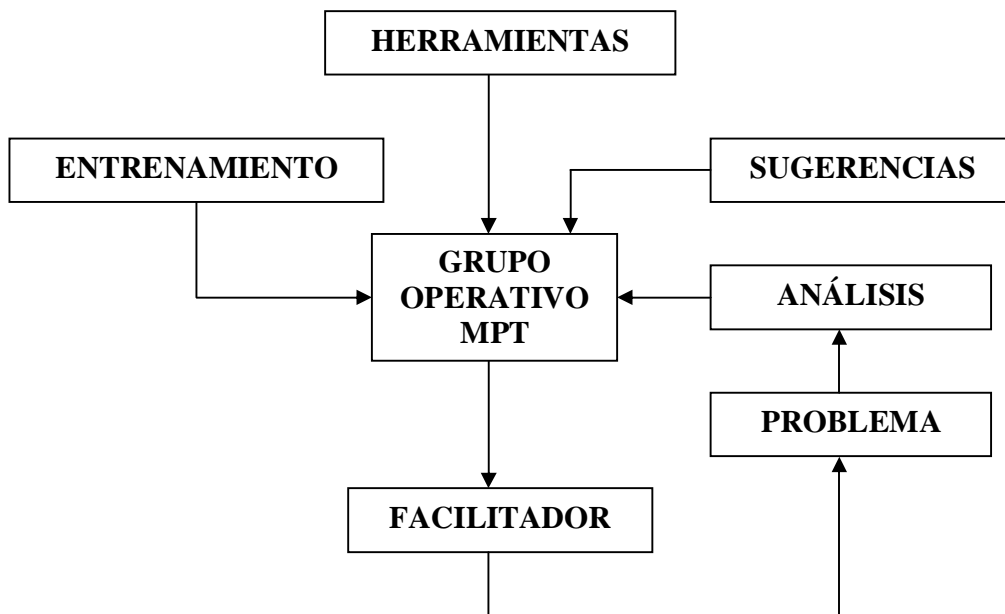 HERRAMIENTAS
ENTRENAMIENTO
SUGERENCIAS
GRUPO
OPERATIVO
MPT
ANÁLISIS
PROBLEMA
FACILITADOR